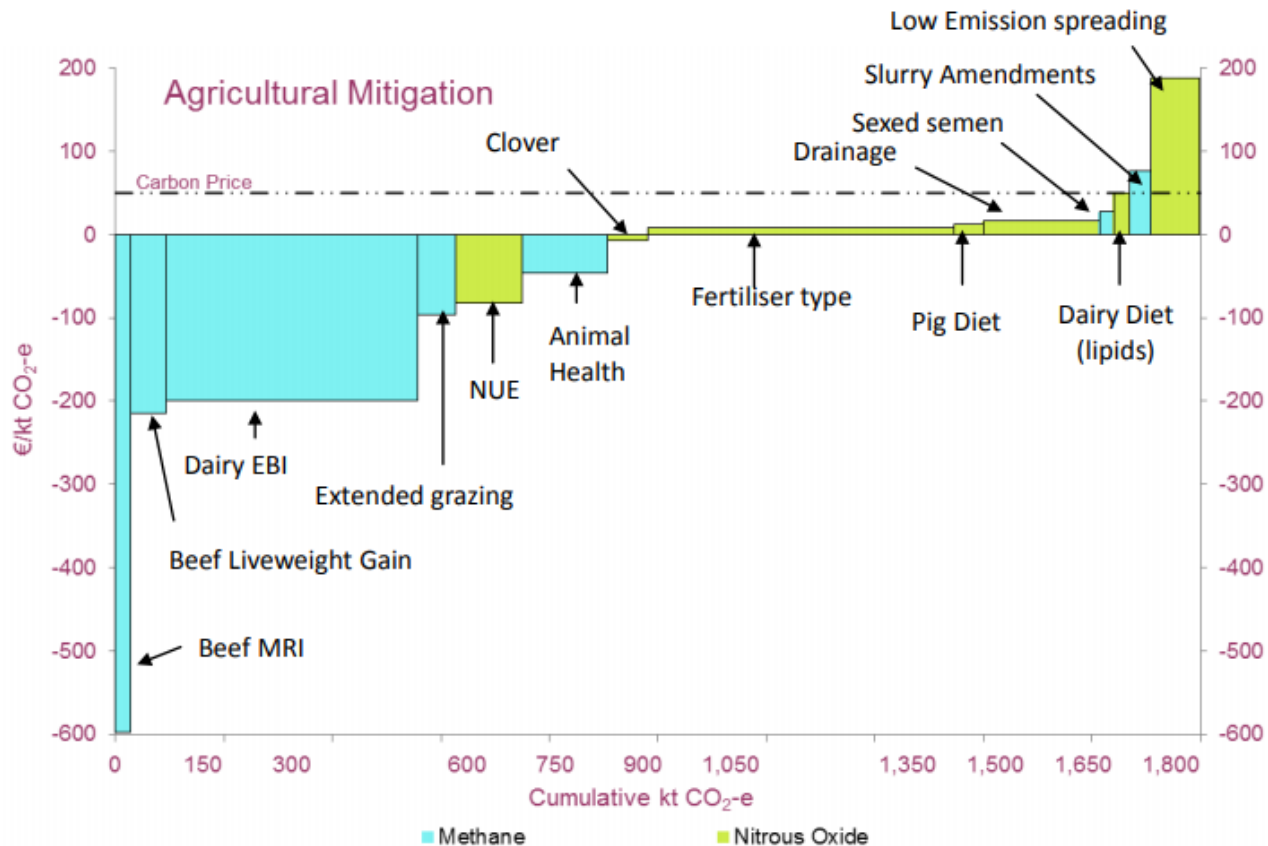 Low Emission spreading
200
200
Agricultural Mitigation
Slurry Amendments
Sexed semen
Clover
Drainage
100
100
Carbon Price
0
0
Fertiliser type
Pig Diet
Dairy Diet
(lipids)
Animal
Health
NUE
-100
-100
-200
-200
€/kt CO₂-e
Dairy EBI
Extended grazing
-300
-300
Beef Liveweight Gain
-400
-400
Beef MRI
-500
-500
-600
-600
0 150 300 600 750 900 1,050 1,350 1,500 1,650 1,800
Cumulative kt CO₂-e
Methane Nitrous Oxide